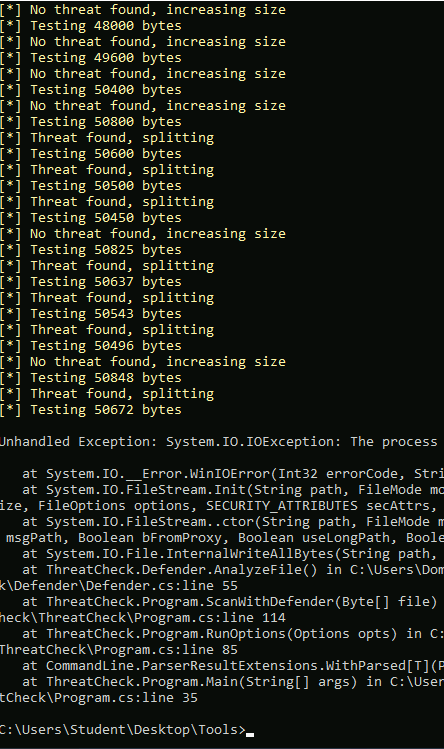 [*] No threat found, increasing size
[*] Testing 48000 bytes
[*] No threat found, increasing size
[*] Testing 49600 bytes
[*] No threat found, increasing size
[*] Testing 50400 bytes
[*] No threat found, increasing size
[*] Testing 50800 bytes
[*] Threat found, splitting
[*] Testing 50600 bytes
[*] Threat found, splitting
[*] Testing 50500 bytes
[*] Threat found, splitting
[*] Testing 50450 bytes
[*] No threat found, increasing size
[*] Testing 50825 bytes
[*] Threat found, splitting
[*] Testing 50637 bytes
[*] Threat found, splitting
[*] Testing 50543 bytes
[*] Threat found, splitting
[*] Testing 50496 bytes
[*] No threat found, increasing size
[*] Testing 50848 bytes
[*] Threat found, splitting
[*] Testing 50672 bytes
Unhandled Exception: System.IO.IOException: The process
at System.IO.__Error.WinIOError(Int32 errorCode, Stri
at System.IO.FileStream.Init(String path, FileMode mo
ize, FileOptions options, SECURITY_ATTRIBUTES secAttrs,
at System.IO.FileStream..ctor(String path, FileMode m
msgPath, Boolean bFromProxy, Boolean useLongPath, Boole
at System.IO.File.InternalWriteAllBytes(String path,
at ThreatCheck.Defender.AnalyzeFile() in C:\Users\Dom
k\Defender\Defender.cs:line 55
at ThreatCheck.Program.ScanWithDefender(Byte[] file)
heck\ThreatCheck\Program.cs:line 114
at ThreatCheck.Program.RunOptions(Options opts) in C:
ThreatCheck\Program.cs:line 85
at CommandLine.ParserResultExtensions.WithParsed[T](P
at ThreatCheck.Program.Main(String[] args) in C:\User
tCheck\Program.cs:line 35
C:\Users\Student\Desktop\Tools>